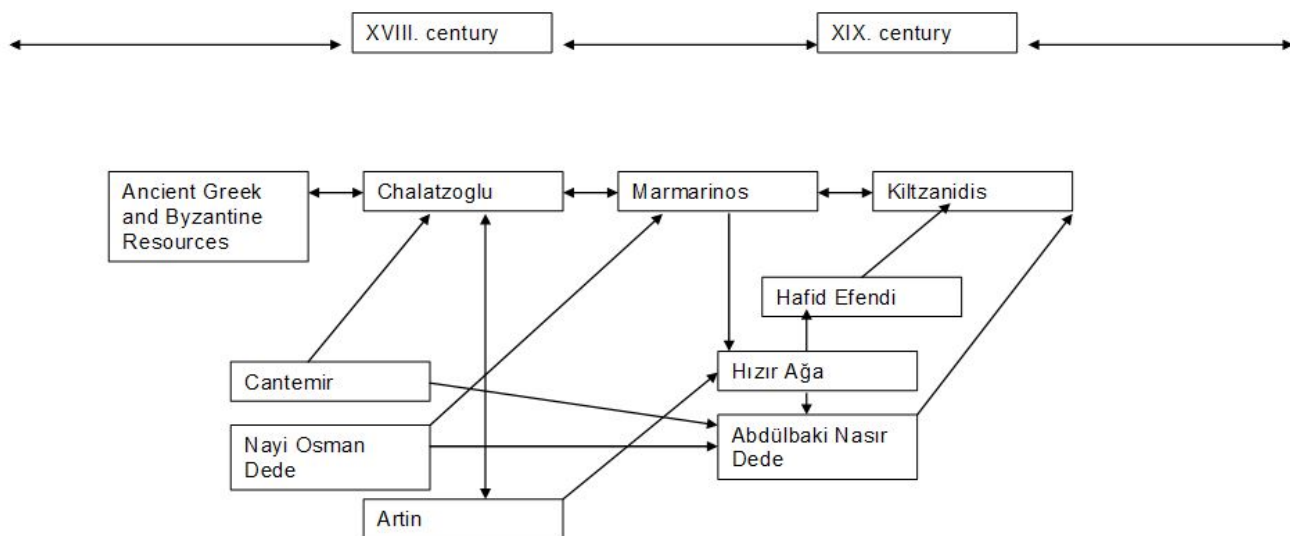 XVIII. century
XIX. century
Ancient Greek
and Byzantine
Resources
Chalatzoglu
Marmarinos
Kiltzanidis
Hafid Efendi
Cantemir
Hızır Ağa
Nayi Osman
Dede
Abdülbaki Nasır
Dede
Artin